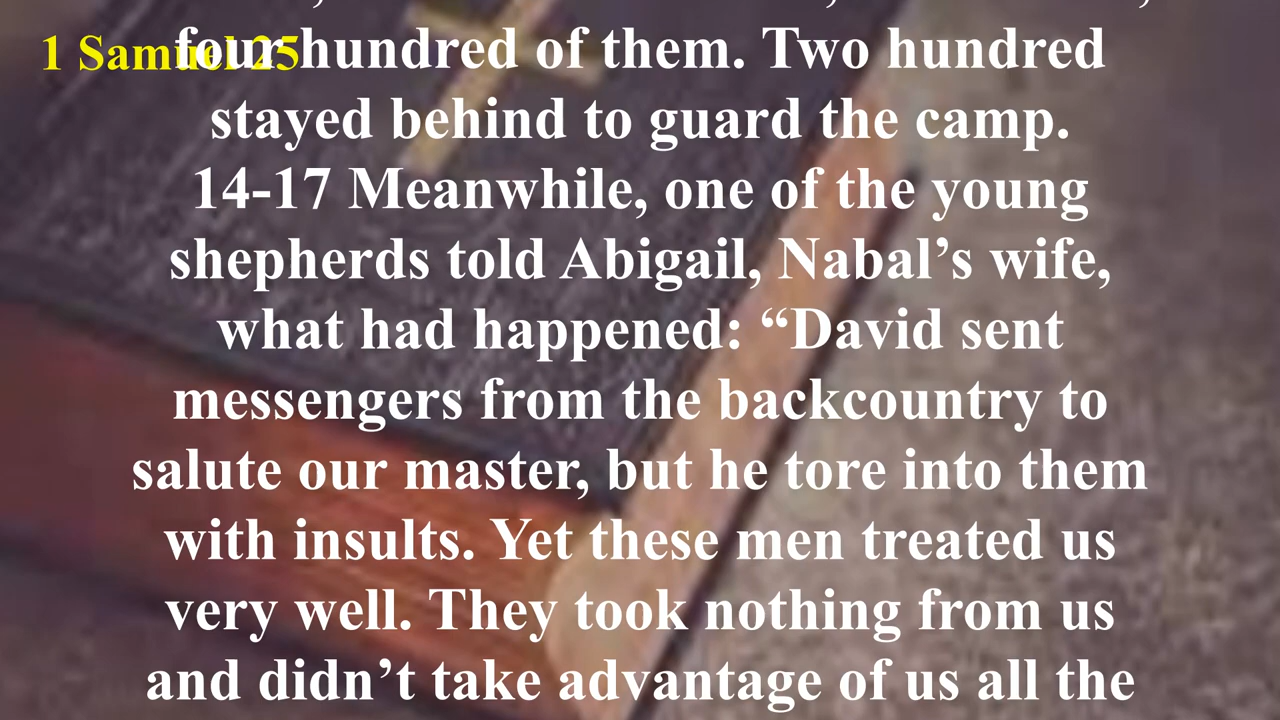 1 Samuel 25
four hundred of them. Two hundred
stayed behind to guard the camp.
14-17 Meanwhile, one of the young
shepherds told Abigail, Nabal’s wife,
what had happened: “David sent
messengers from the backcountry to
salute our master, but he tore into them
with insults. Yet these men treated us
very well. They took nothing from us
and didn’t take advantage of us all the